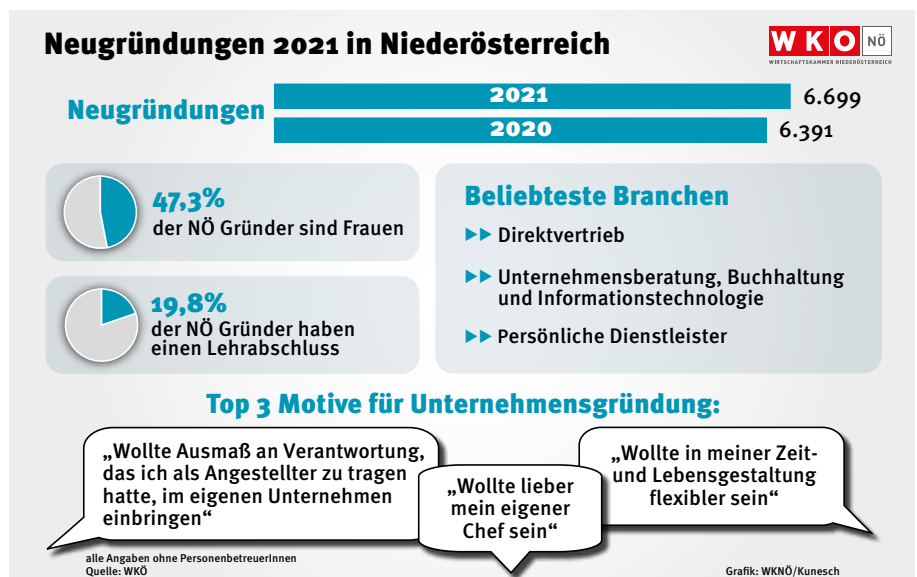 Neugründungen 2021 in Niederösterreich
WKO NÖ
WIRTSCHAFTSKAMMER NIEDERÖSTERREICH
Neugründungen
2021
6.699
2020
6.391
47,3%
der NÖ Gründer sind Frauen
19,8%
der NÖ Gründer haben
einen Lehrabschluss
Beliebteste Branchen
Direktvertrieb
Unternehmensberatung, Buchhaltung
und Informationstechnologie
Persönliche Dienstleister
Top 3 Motive für Unternehmensgründung:
„Wollte Ausmaß an Verantwortung,
das ich als Angestellter zu tragen
hatte, im eigenen Unternehmen
einbringen“
„Wollte lieber
mein eigener
Chef sein“
„Wollte in meiner Zeit-
und Lebensgestaltung
flexibler sein“
alle Angaben ohne PersonenbetreuerInnen
Quelle: WKÖ
Grafik: WKNÖ/Kunesch